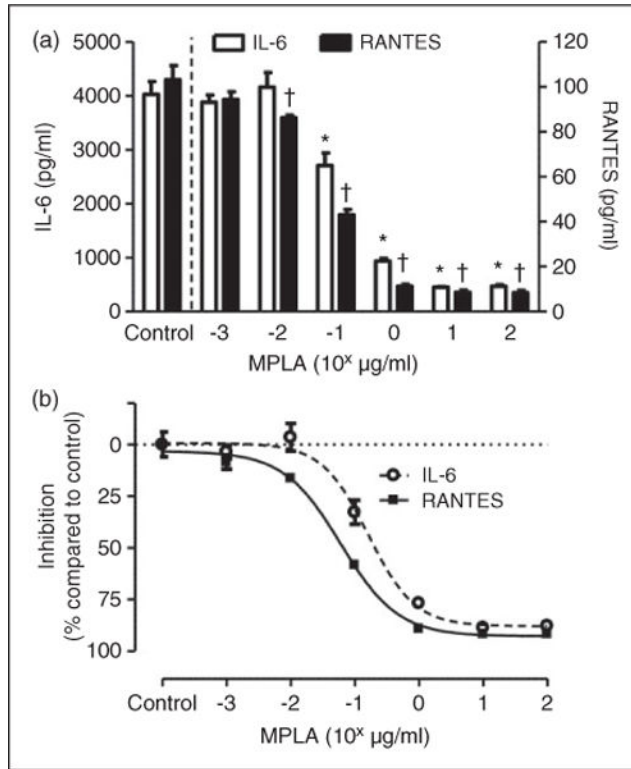 (a)
IL-6 RANTES
5000
4000
3000
2000
1000
0
IL-6 (pg/ml)
120
100
80
60
40
20
0
RANTES (pg/ml)
†
*
†
*
†
*
†
*
†
Control -3 -2 -1 0 1 2
MPLA (10ˣ µg/ml)
(b)
0
25
50
75
100
Inhibition
(% compared to control)
IL-6
RANTES
Control -3 -2 -1 0 1 2
MPLA (10ˣ µg/ml)